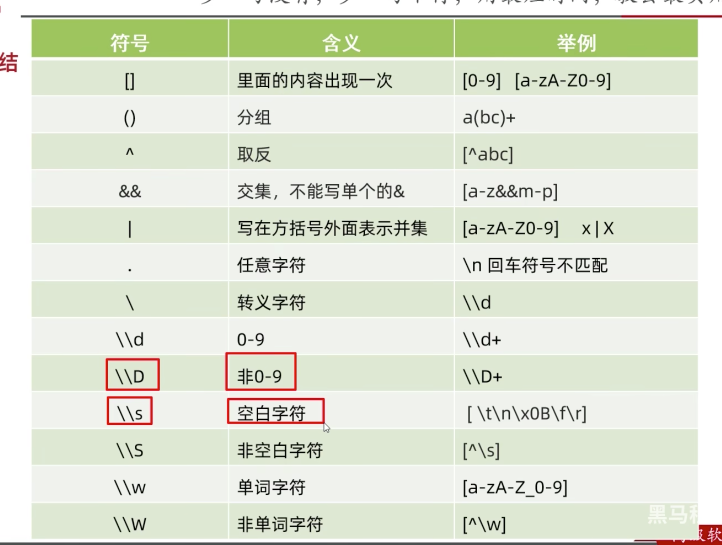 结
符号 含义 举例
[] 里面的内容出现一次 [0-9] [a-zA-Z0-9]
() 分组 a(bc)+
^ 取反 [^abc]
&& 交集，不能写单个的& [a-z&&m-p]
| 写在方括号外面表示并集 [a-zA-Z0-9] x|X
. 任意字符 \n 回车符号不匹配
\ 转义字符 \\d
\\d 0-9 \\d+
\\D 非0-9 \\D+
\\s 空白字符 [ \t\n\x0B\f\r]
\\S 非空白字符 [^\s]
\\w 单词字符 [a-zA-Z_0-9]
\\W 非单词字符 [^\w]
黑马